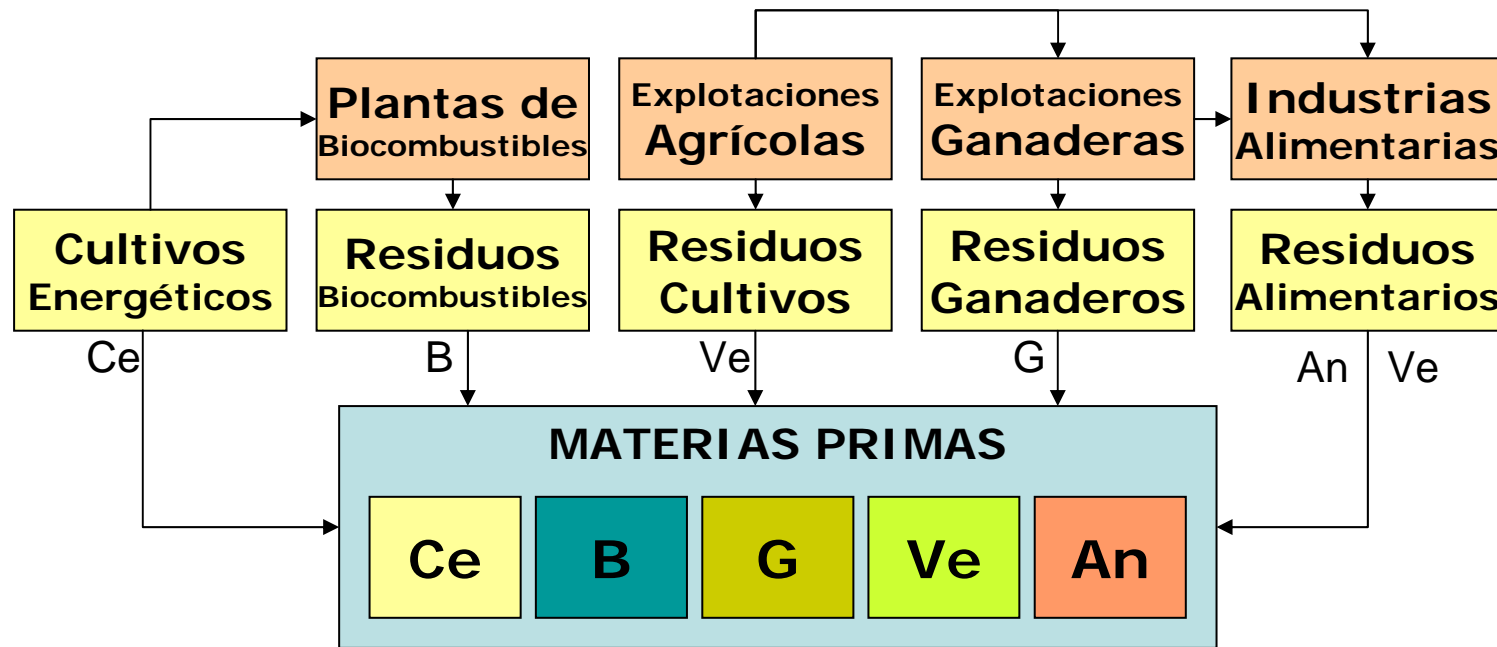 Plantas de
Biocombustibles
Explotaciones
Agrícolas
Explotaciones
Ganaderas
Industrias
Alimentarias
Cultivos
Energéticos
Residuos
Biocombustibles
Residuos
Cultivos
Residuos
Ganaderos
Residuos
Alimentarios
Ce
B
Ve
G
An
Ve
MATERIAS PRIMAS
Ce
B
G
Ve
An